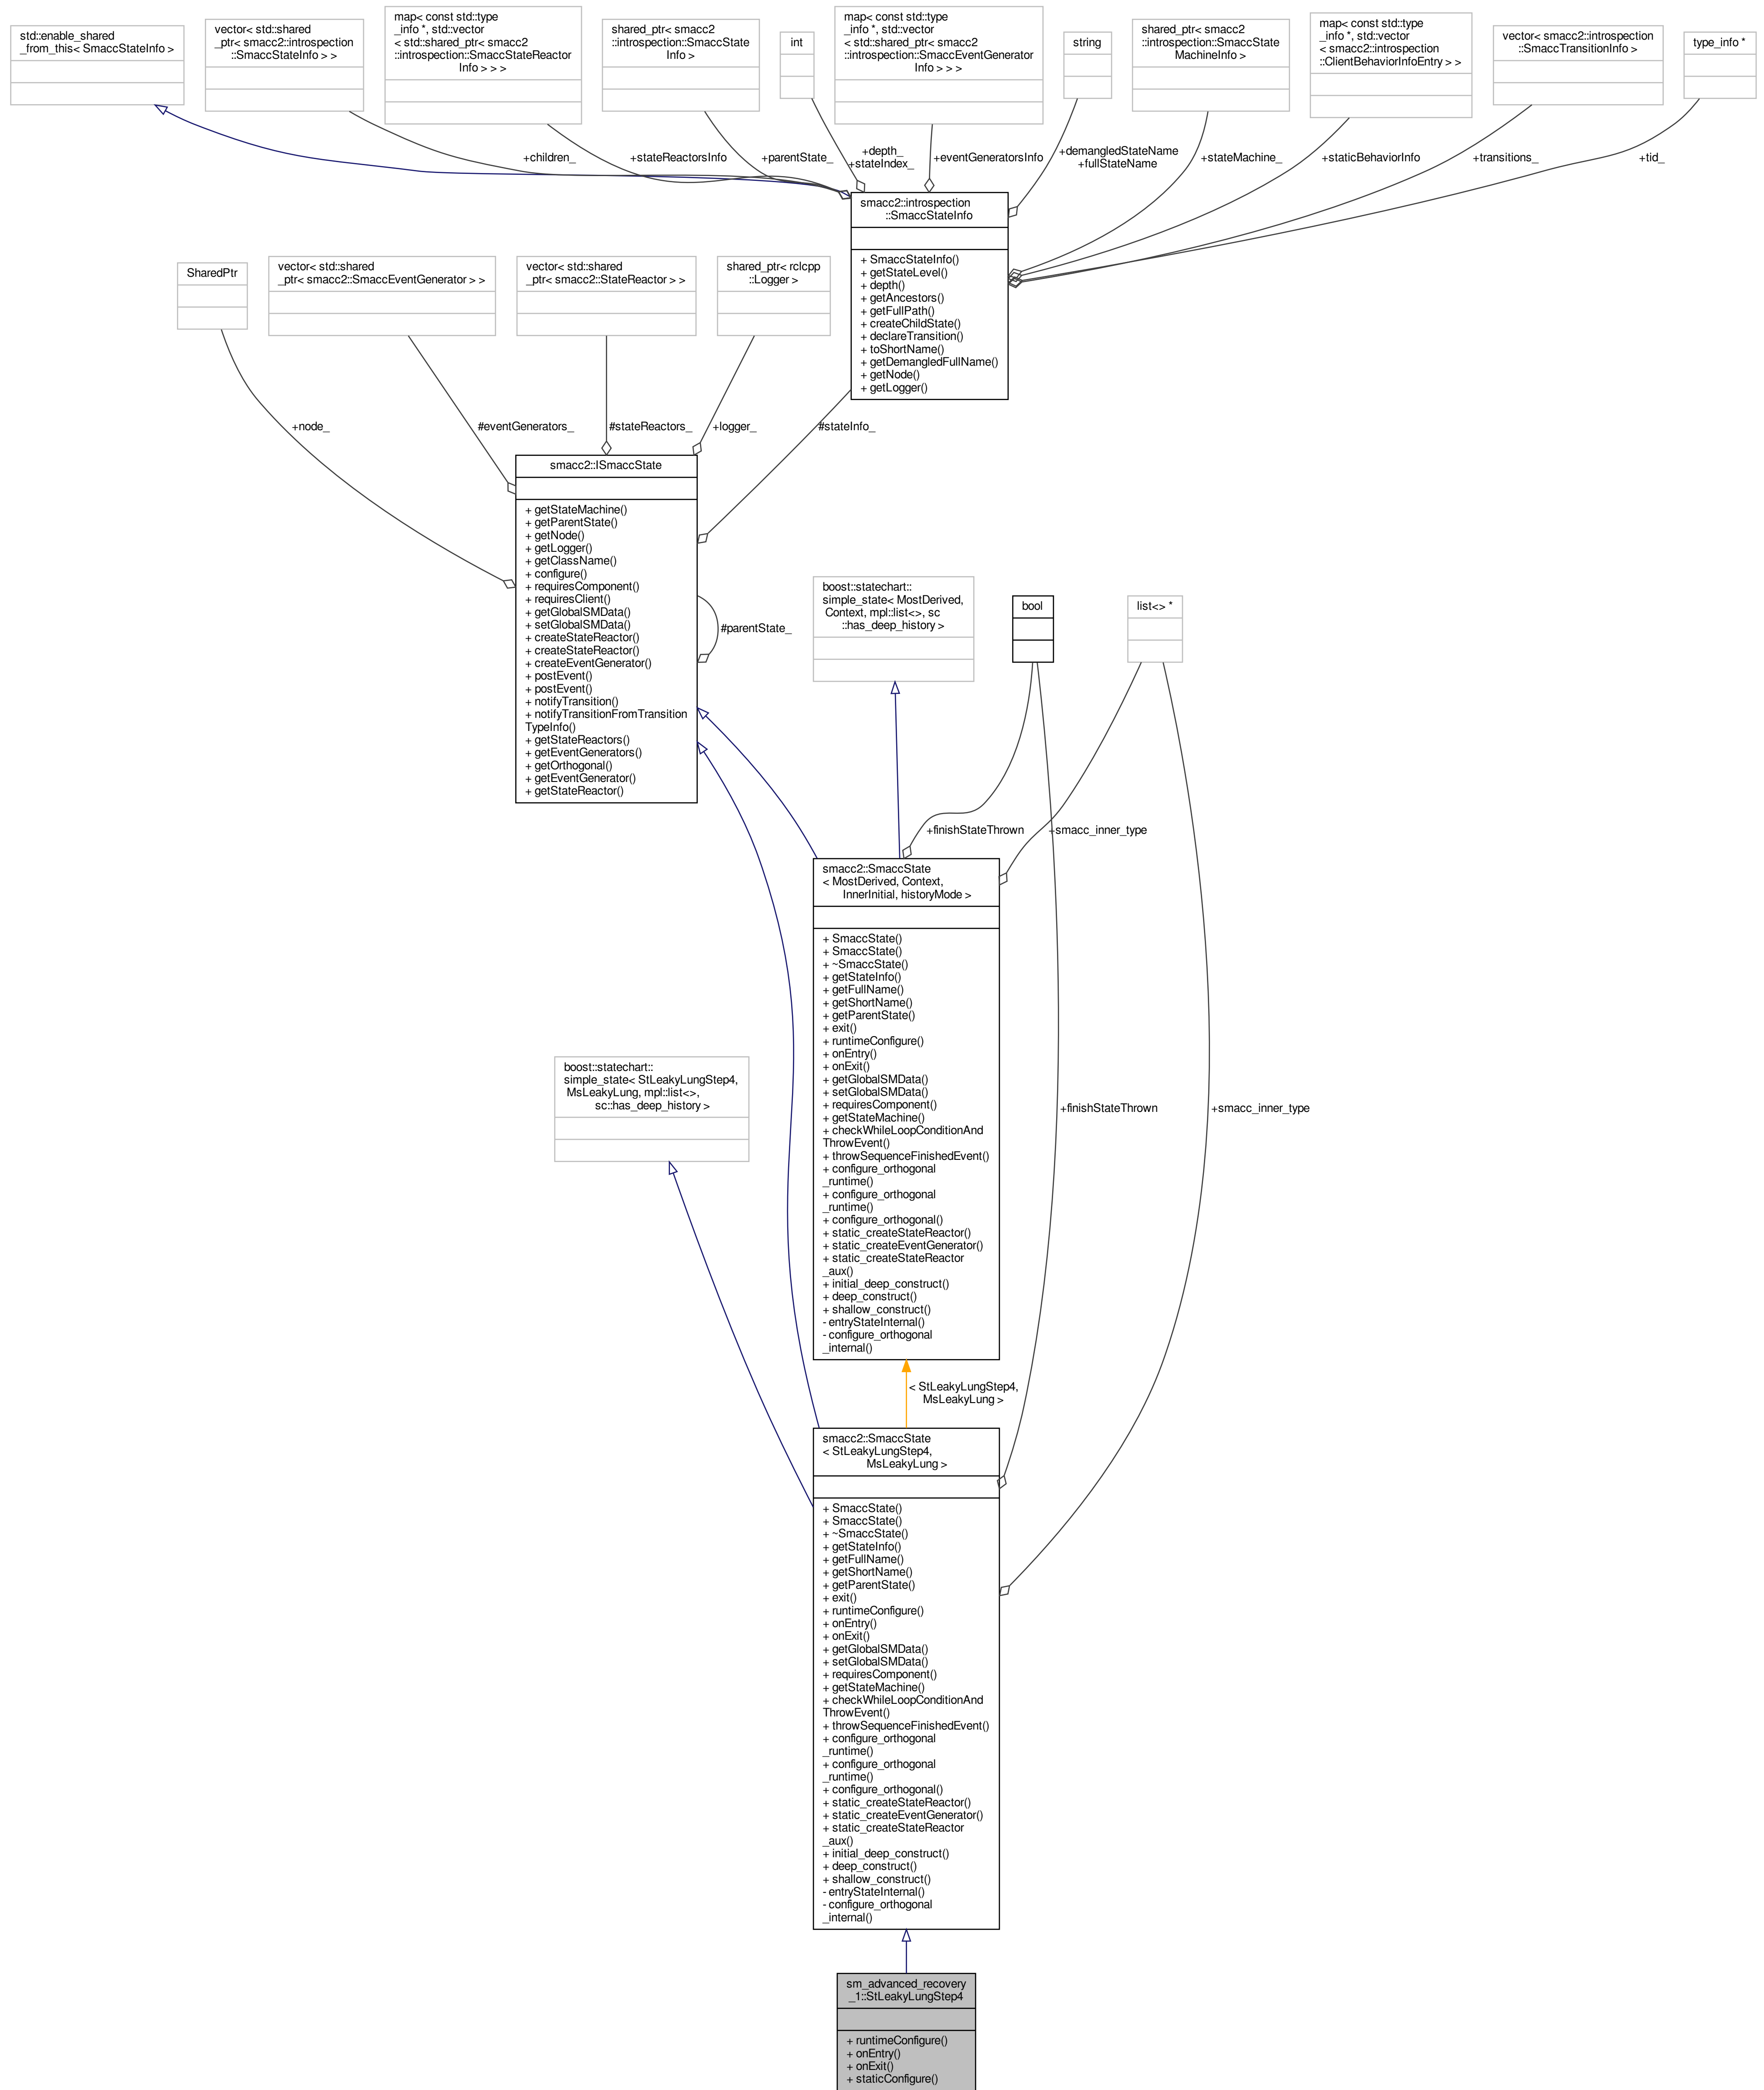 std::enable_shared
_from_this< SmaccStateInfo >
vector< std::shared
_ptr< smacc2::introspection
::SmaccStateInfo > >
map< const std::type
_info *, std::vector
< std::shared_ptr< smacc2
::introspection::SmaccStateReactor
Info > > >
shared_ptr< smacc2
::introspection::SmaccState
Info >
int
map< const std::type
_info *, std::vector
< std::shared_ptr< smacc2
::introspection::SmaccEventGenerator
Info > > >
string
shared_ptr< smacc2
::introspection::SmaccState
MachineInfo >
map< const std::type
_info *, std::vector
< smacc2::introspection
::ClientBehaviorInfoEntry > >
vector< smacc2::introspection
::SmaccTransitionInfo >
type_info *
+children_
+stateReactorsInfo
+parentState_
+depth_
+stateIndex_
+eventGeneratorsInfo
+demangledStateName
+fullStateName
+stateMachine_
+staticBehaviorInfo
+transitions_
+tid_
smacc2::introspection
::SmaccStateInfo
+ SmaccStateInfo()
+ getStateLevel()
+ depth()
+ getAncestors()
+ getFullPath()
+ createChildState()
+ declareTransition()
+ toShortName()
+ getDemangledFullName()
+ getNode()
+ getLogger()
SharedPtr
vector< std::shared
_ptr< smacc2::SmaccEventGenerator > >
vector< std::shared
_ptr< smacc2::StateReactor > >
shared_ptr< rclcpp
::Logger >
+node_
#eventGenerators_
#stateReactors_
+logger_
#stateInfo_
smacc2::ISmaccState
+ getStateMachine()
+ getParentState()
+ getNode()
+ getLogger()
+ getClassName()
+ configure()
+ requiresComponent()
+ requiresClient()
+ getGlobalSMData()
+ setGlobalSMData()
+ createStateReactor()
+ createStateReactor()
+ createEventGenerator()
+ postEvent()
+ postEvent()
+ notifyTransition()
+ notifyTransitionFromTransition
TypeInfo()
+ getStateReactors()
+ getEventGenerators()
+ getOrthogonal()
+ getEventGenerator()
+ getStateReactor()
#parentState_
boost::statechart::
simple_state< MostDerived,
Context, mpl::list<>, sc
::has_deep_history >
bool
list<> *
+finishStateThrown
+smacc_inner_type
smacc2::SmaccState
< MostDerived, Context,
InnerInitial, historyMode >
+ SmaccState()
+ SmaccState()
+ ~SmaccState()
+ getStateInfo()
+ getFullName()
+ getShortName()
+ getParentState()
+ exit()
+ runtimeConfigure()
+ onEntry()
+ onExit()
+ getGlobalSMData()
+ setGlobalSMData()
+ requiresComponent()
+ getStateMachine()
+ checkWhileLoopConditionAnd
ThrowEvent()
+ throwSequenceFinishedEvent()
+ configure_orthogonal
_runtime()
+ configure_orthogonal
_runtime()
+ configure_orthogonal()
+ static_createStateReactor()
+ static_createEventGenerator()
+ static_createStateReactor
_aux()
+ initial_deep_construct()
+ deep_construct()
+ shallow_construct()
- entryStateInternal()
- configure_orthogonal
_internal()
boost::statechart::
simple_state< StLeakyLungStep4,
MsLeakyLung, mpl::list<>,
sc::has_deep_history >
+finishStateThrown
+smacc_inner_type
< StLeakyLungStep4,
MsLeakyLung >
smacc2::SmaccState
< StLeakyLungStep4,
MsLeakyLung >
+ SmaccState()
+ SmaccState()
+ ~SmaccState()
+ getStateInfo()
+ getFullName()
+ getShortName()
+ getParentState()
+ exit()
+ runtimeConfigure()
+ onEntry()
+ onExit()
+ getGlobalSMData()
+ setGlobalSMData()
+ requiresComponent()
+ getStateMachine()
+ checkWhileLoopConditionAnd
ThrowEvent()
+ throwSequenceFinishedEvent()
+ configure_orthogonal
_runtime()
+ configure_orthogonal
_runtime()
+ configure_orthogonal()
+ static_createStateReactor()
+ static_createEventGenerator()
+ static_createStateReactor
_aux()
+ initial_deep_construct()
+ deep_construct()
+ shallow_construct()
- entryStateInternal()
- configure_orthogonal
_internal()
sm_advanced_recovery
_1::StLeakyLungStep4
+ runtimeConfigure()
+ onEntry()
+ onExit()
+ staticConfigure()